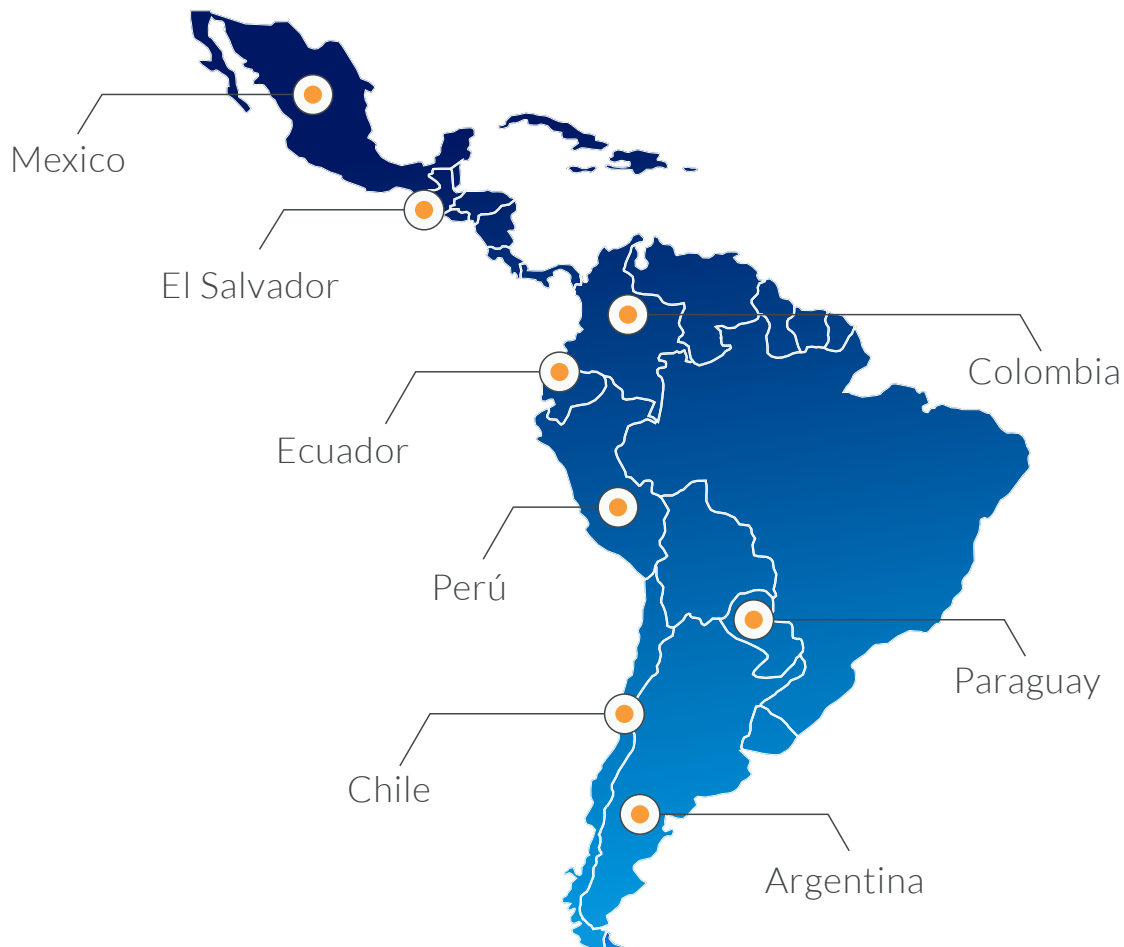 Mexico
El Salvador
Colombia
Ecuador
Perú
Paraguay
Chile
Argentina